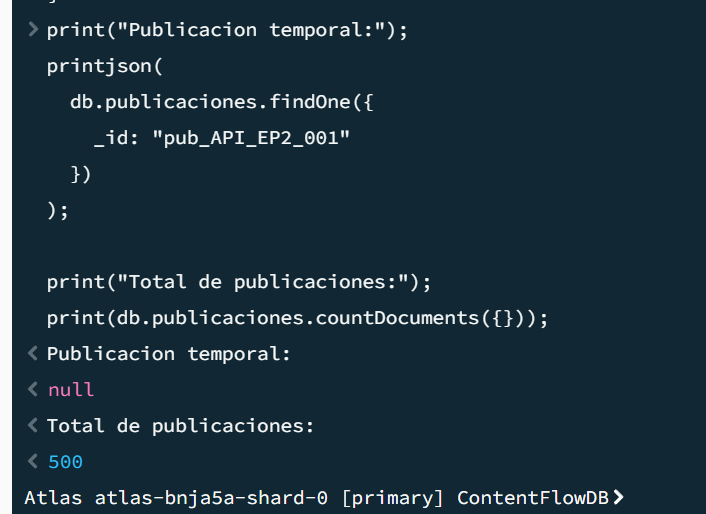 > print("Publicacion temporal:");
printjson(
db.publicaciones.findOne({
_id: "pub_API_EP2_001"
})
);
print("Total de publicaciones:");
print(db.publicaciones.countDocuments({}));
< Publicacion temporal:
< null
< Total de publicaciones:
< 500
Atlas atlas-bnja5a-shard-0 [primary] ContentFlowDB>